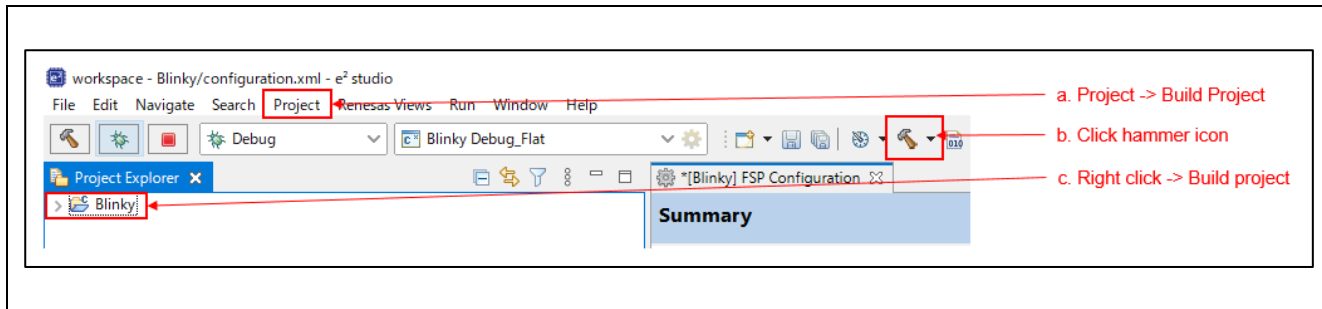 workspace - Blinky/configuration.xml - e² studio
File Edit Navigate Search Project Renesas Views Run Window Help
a. Project -> Build Project
Debug
Blinky Debug_Flat
010
b. Click hammer icon
Project Explorer
*[Blinky] FSP Configuration
c. Right click -> Build project
Blinky
Summary